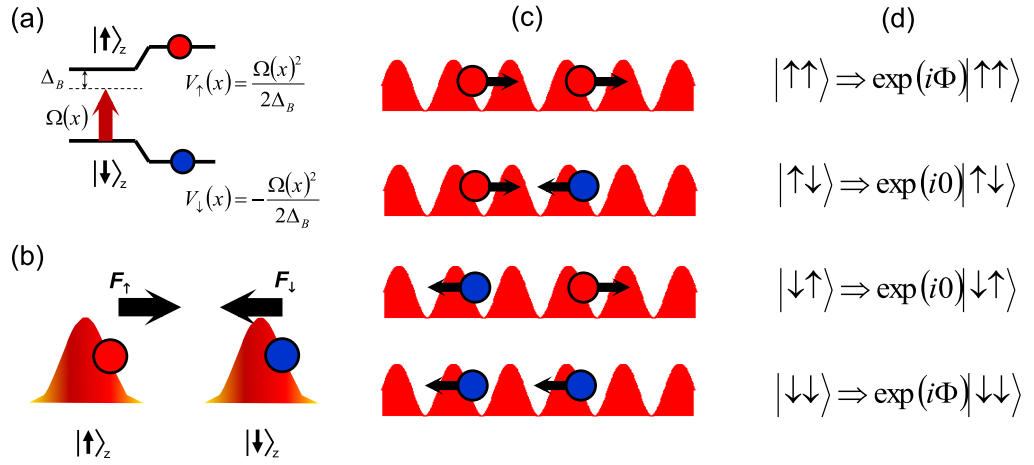 (a)
|↑⟩z
ΔB
V↑(x) = Ω(x)² / 2ΔB
Ω(x)
|↓⟩z
V↓(x) = − Ω(x)² / 2ΔB
(b)
F↑
F↓
|↑⟩z
|↓⟩z
(c)
(d)
|↑↑⟩ ⇒ exp(iΦ)|↑↑⟩
|↑↓⟩ ⇒ exp(i0)|↑↓⟩
|↓↑⟩ ⇒ exp(i0)|↓↑⟩
|↓↓⟩ ⇒ exp(iΦ)|↓↓⟩